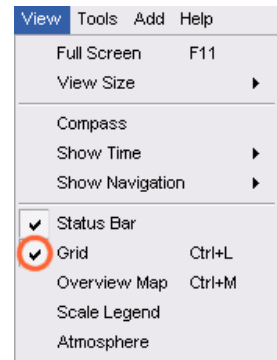 View Tools Add Help
Full Screen F11
View Size
Compass
Show Time
Show Navigation
Status Bar
Grid Ctrl+L
Overview Map Ctrl+M
Scale Legend
Atmosphere